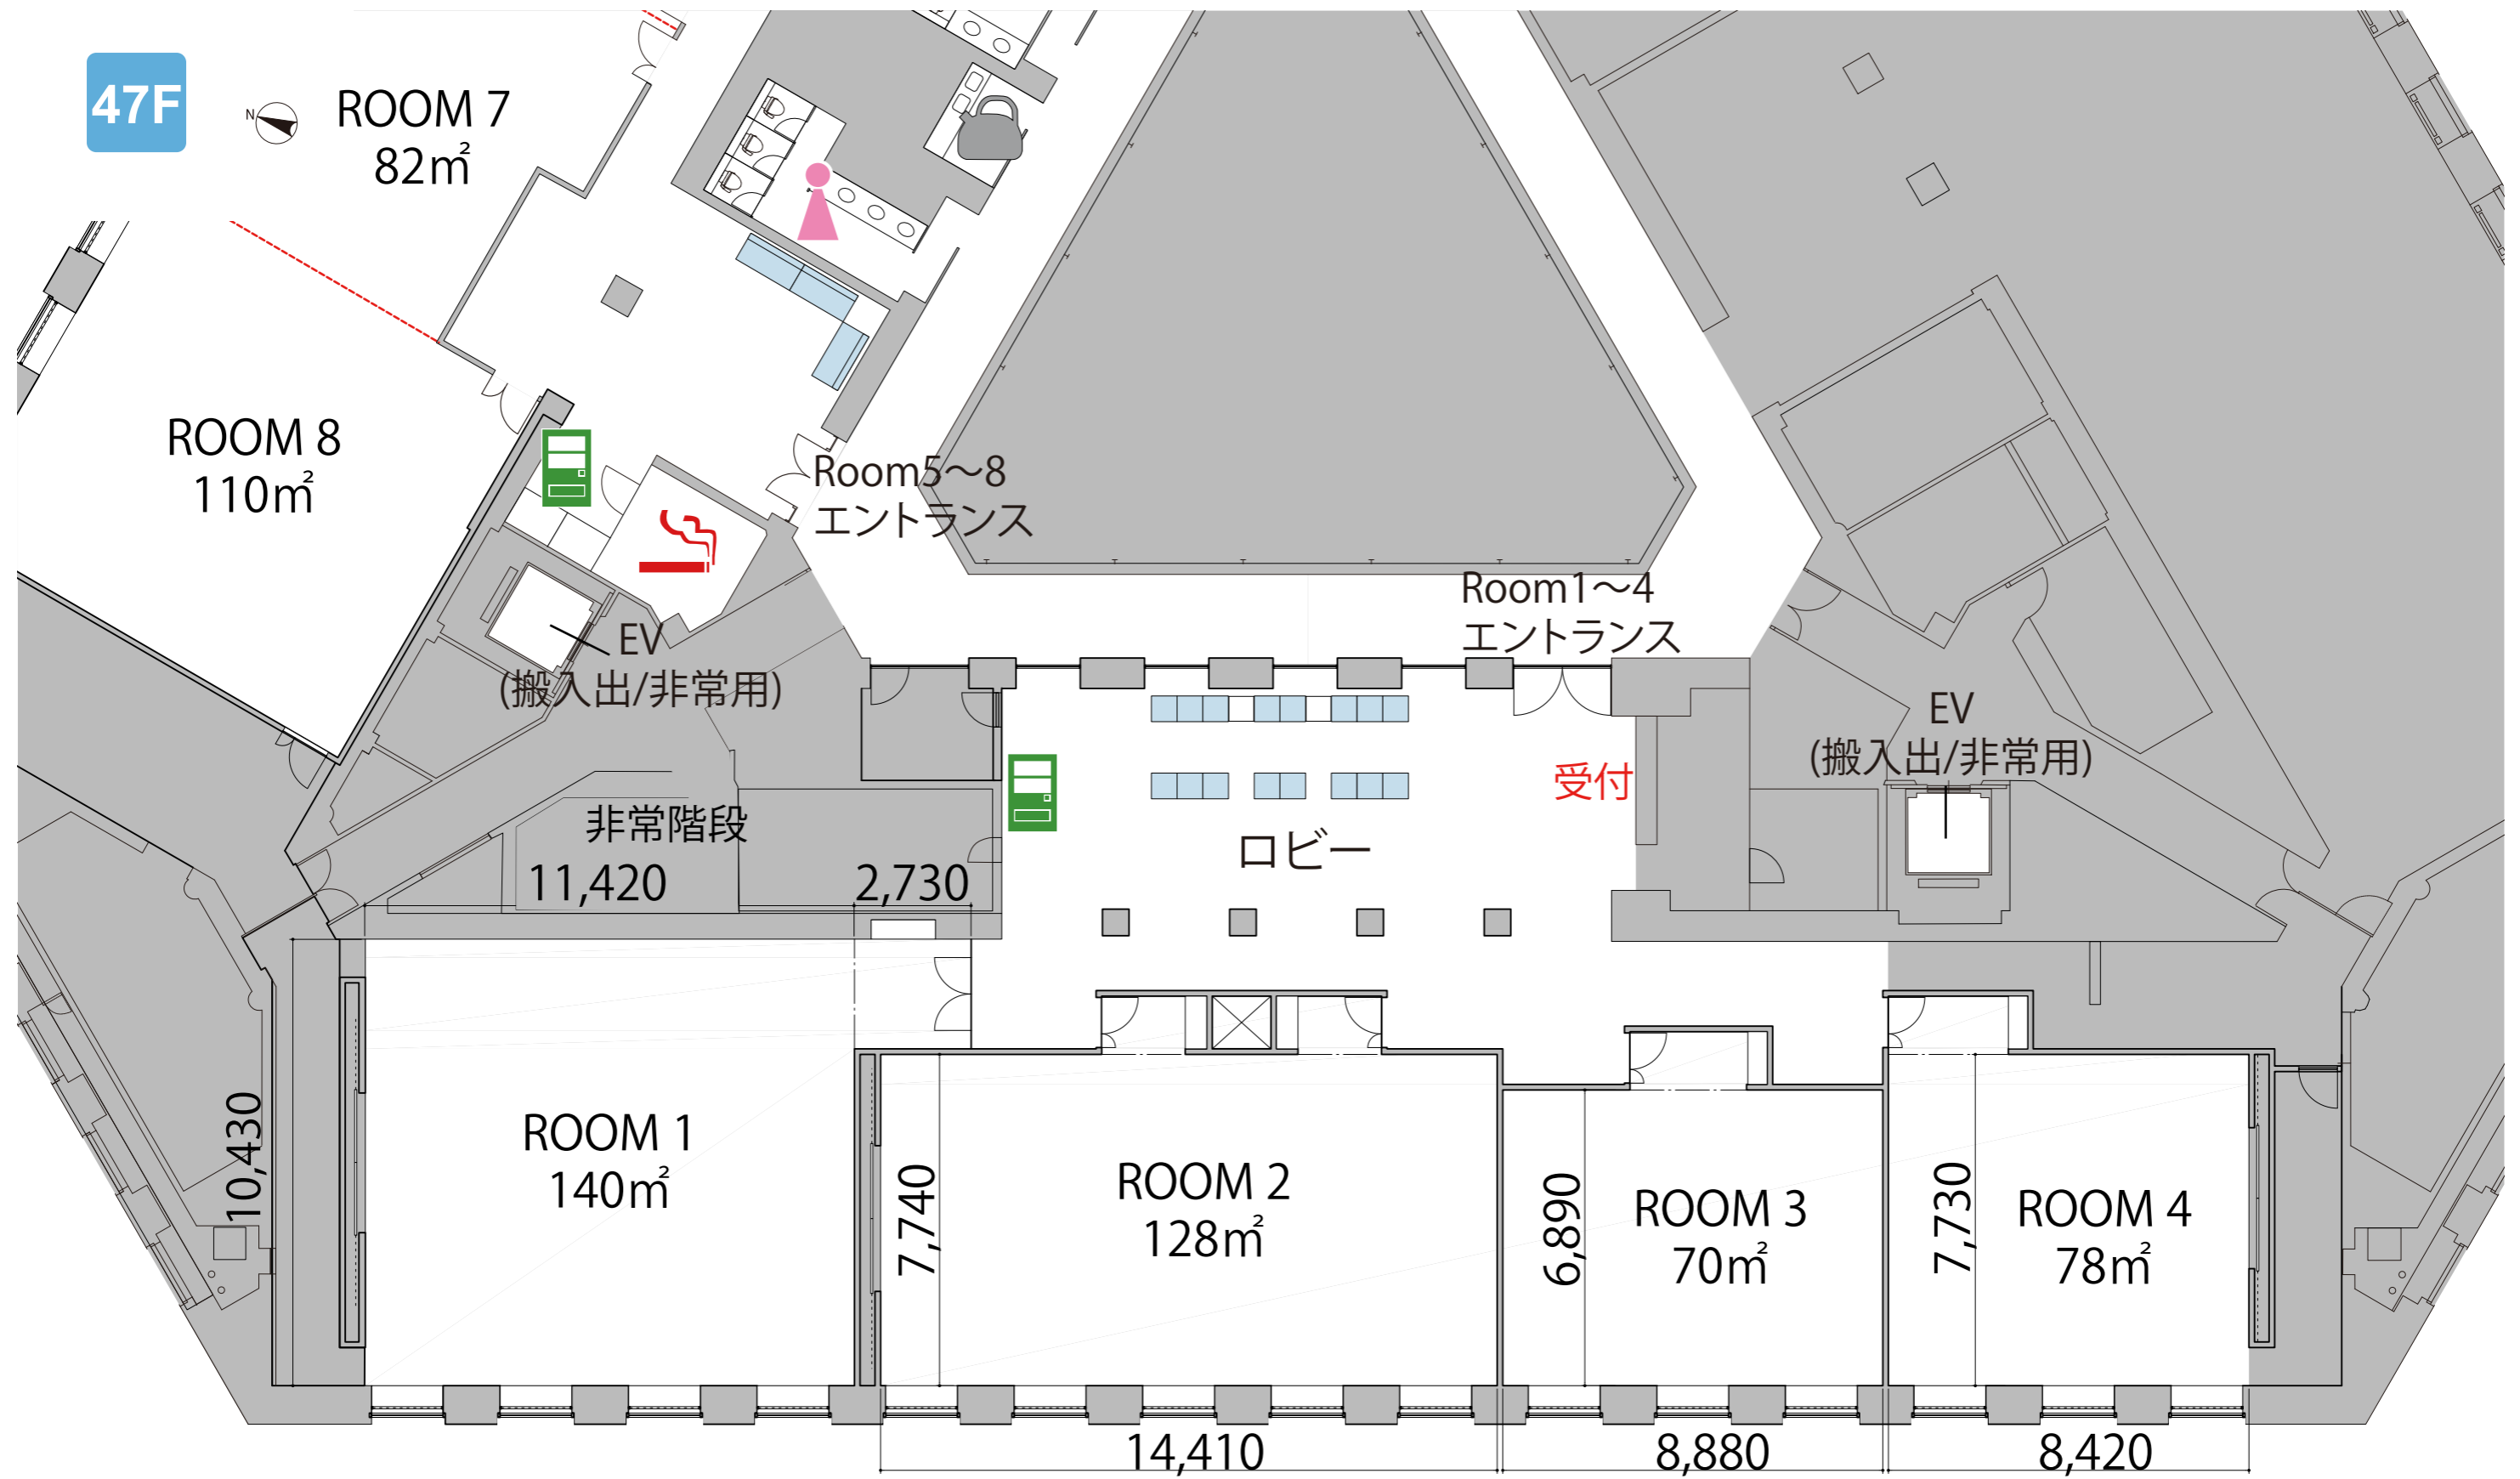 47F
N
ROOM 7
82㎡
ROOM 8
110㎡
Room5～8
エントランス
Room1～4
エントランス
EV
(搬入出/非常用)
EV
(搬入出/非常用)
受付
非常階段
ロビー
11,420
2,730
10,430
ROOM 1
140㎡
7,740
ROOM 2
128㎡
6,890
ROOM 3
70㎡
7,730
ROOM 4
78㎡
14,410
8,880
8,420